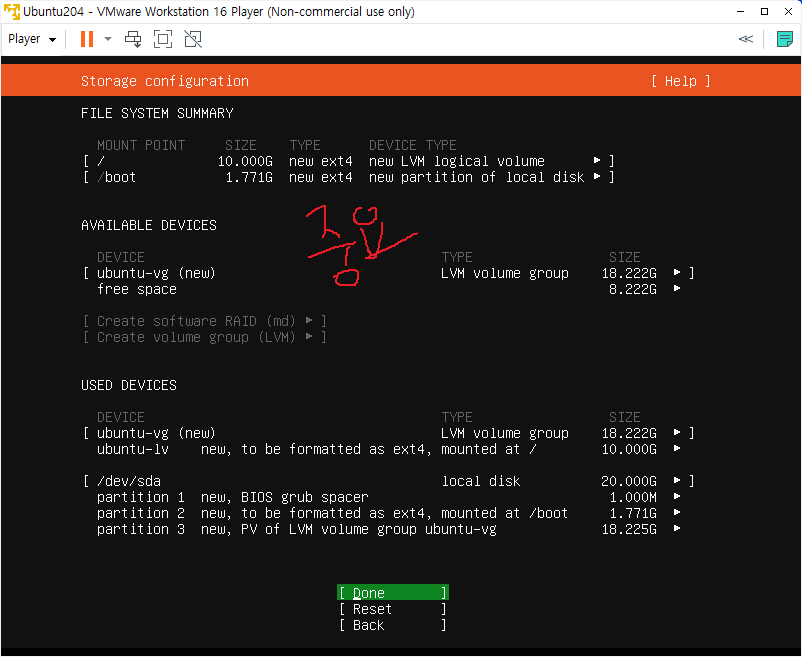 Ubuntu204 - VMware Workstation 16 Player (Non-commercial use only)
Player
Storage configuration [ Help ]
FILE SYSTEM SUMMARY
MOUNT POINT SIZE TYPE DEVICE TYPE
[ / 10.000G new ext4 new LVM logical volume ▸ ]
[ /boot 1.771G new ext4 new partition of local disk ▸ ]
중요
AVAILABLE DEVICES
DEVICE TYPE SIZE
[ ubuntu-vg (new) LVM volume group 18.222G ▸ ]
free space 8.222G ▸
[ Create software RAID (md) ▸ ]
[ Create volume group (LVM) ▸ ]
USED DEVICES
DEVICE TYPE SIZE
[ ubuntu-vg (new) LVM volume group 18.222G ▸ ]
ubuntu-lv new, to be formatted as ext4, mounted at / 10.000G ▸
[ /dev/sda local disk 20.000G ▸ ]
partition 1 new, BIOS grub spacer 1.000M ▸
partition 2 new, to be formatted as ext4, mounted at /boot 1.771G ▸
partition 3 new, PV of LVM volume group ubuntu-vg 18.225G ▸
[ Done ]
[ Reset ]
[ Back ]